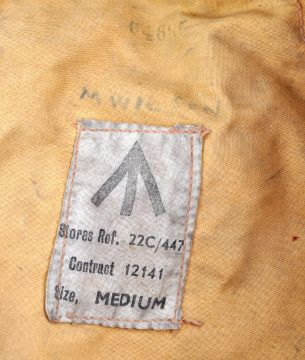 M WILSON
Stores Ref. 22C/447
Contract 12141
Size, MEDIUM